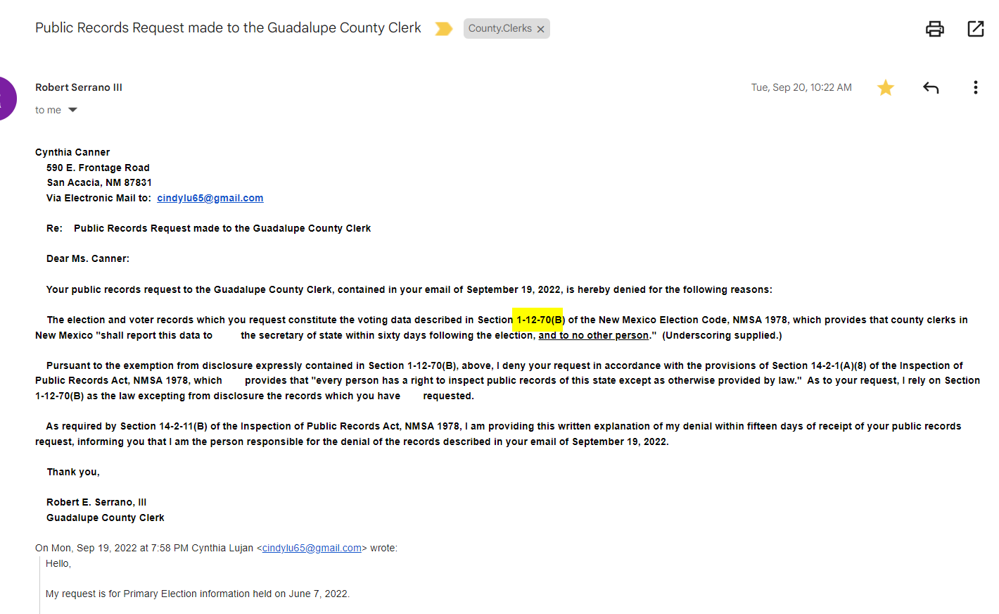 Public Records Request made to the Guadalupe County Clerk
County.Clerks ×
Robert Serrano III
Tue, Sep 20, 10:22 AM
to me
Cynthia Canner
590 E. Frontage Road
San Acacia, NM 87831
Via Electronic Mail to: cindylu65@gmail.com
Re: Public Records Request made to the Guadalupe County Clerk
Dear Ms. Canner:
Your public records request to the Guadalupe County Clerk, contained in your email of September 19, 2022, is hereby denied for the following reasons:
The election and voter records which you request constitute the voting data described in Section 1-12-70(B) of the New Mexico Election Code, NMSA 1978, which provides that county clerks in
New Mexico "shall report this data to the secretary of state within sixty days following the election, and to no other person." (Underscoring supplied.)
Pursuant to the exemption from disclosure expressly contained in Section 1-12-70(B), above, I deny your request in accordance with the provisions of Section 14-2-1(A)(8) of the Inspection of
Public Records Act, NMSA 1978, which provides that "every person has a right to inspect public records of this state except as otherwise provided by law." As to your request, I rely on Section
1-12-70(B) as the law excepting from disclosure the records which you have requested.
As required by Section 14-2-11(B) of the Inspection of Public Records Act, NMSA 1978, I am providing this written explanation of my denial within fifteen days of receipt of your public records
request, informing you that I am the person responsible for the denial of the records described in your email of September 19, 2022.
Thank you,
Robert E. Serrano, III
Guadalupe County Clerk
On Mon, Sep 19, 2022 at 7:58 PM Cynthia Lujan <cindylu65@gmail.com> wrote:
Hello,
My request is for Primary Election information held on June 7, 2022.